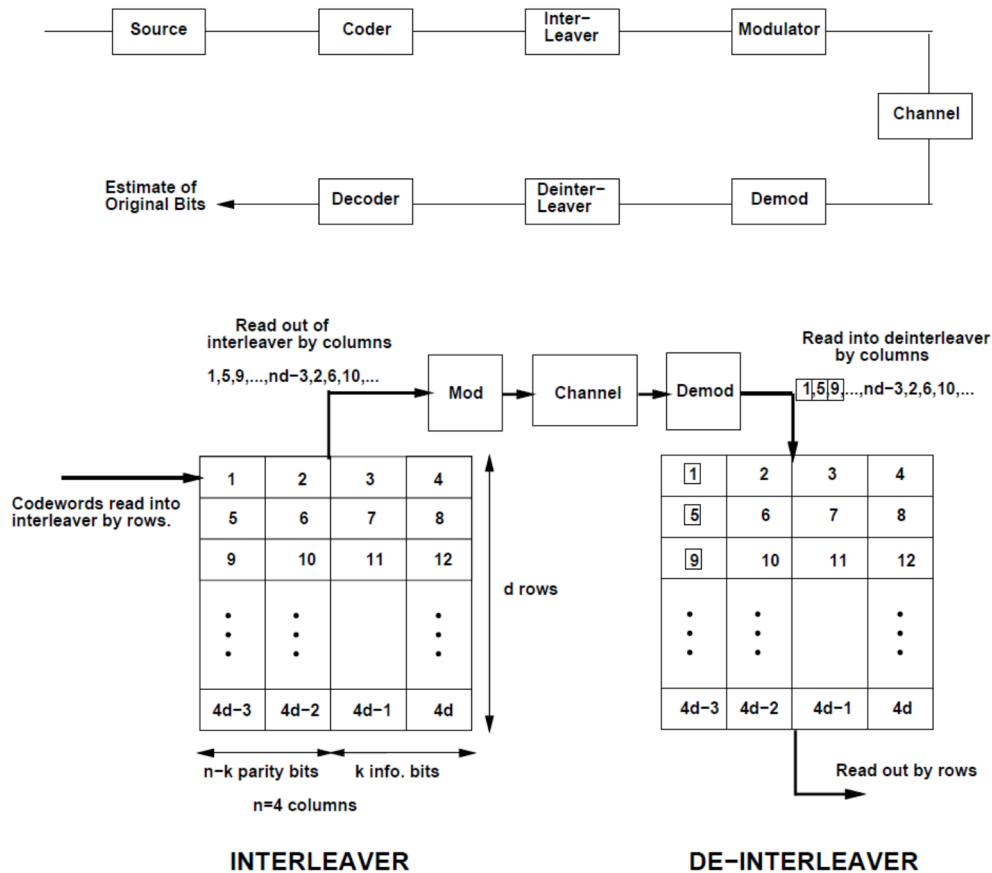 Source
Coder
Inter-
Leaver
Modulator
Channel
Estimate of
Original Bits
Decoder
Deinter-
Leaver
Demod
Read out of
interleaver by columns
1,5,9,...,nd-3,2,6,10,...
Mod
Channel
Demod
Read into deinterleaver
by columns
1,5,9,...,nd-3,2,6,10,...
Codewords read into
interleaver by rows.
1 2 3 4
5 6 7 8
9 10 11 12
4d-3 4d-2 4d-1 4d
d rows
n-k parity bits k info. bits
n=4 columns
INTERLEAVER
1 2 3 4
5 6 7 8
9 10 11 12
4d-3 4d-2 4d-1 4d
Read out by rows
DE-INTERLEAVER